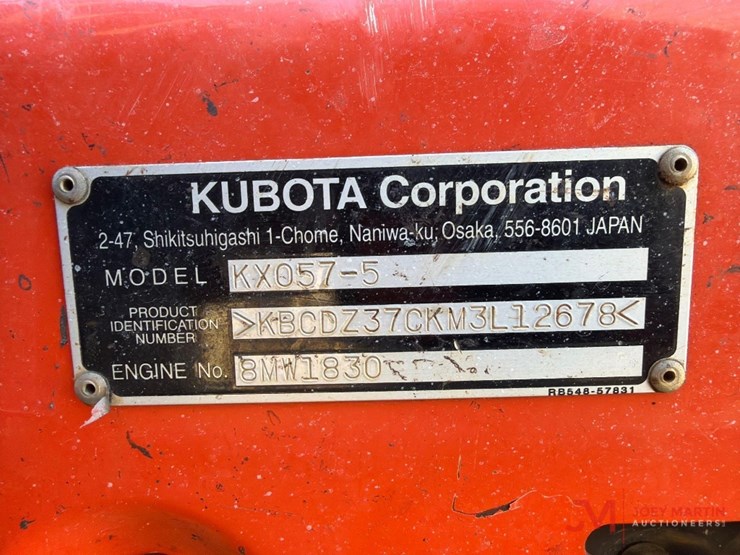 KUBOTA Corporation
2-47, Shikitsuhigashi 1-Chome, Naniwa-ku, Osaka, 556-8601 JAPAN
MODEL KX057-5
PRODUCT IDENTIFICATION NUMBER >KBCDZ37CKM3L12678<
ENGINE No. 8MW1830
RB548-57831
JM JOEY MARTIN
AUCTIONEERS